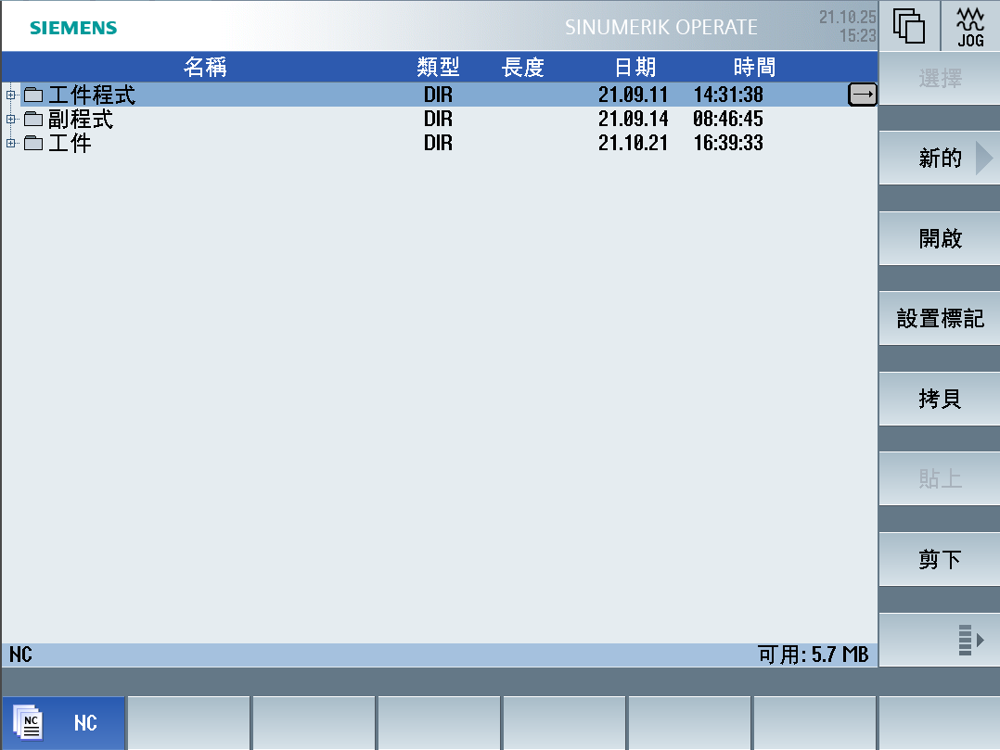 SIEMENS SINUMERIK OPERATE 21.10.25 15:23
JOG
名稱 類型 長度 日期 時間
工件程式 DIR 21.09.11 14:31:38
副程式 DIR 21.09.14 08:46:45
工件 DIR 21.10.21 16:39:33
選擇
新的
開啟
設置標記
拷貝
貼上
剪下
NC 可用: 5.7 MB
NC NC